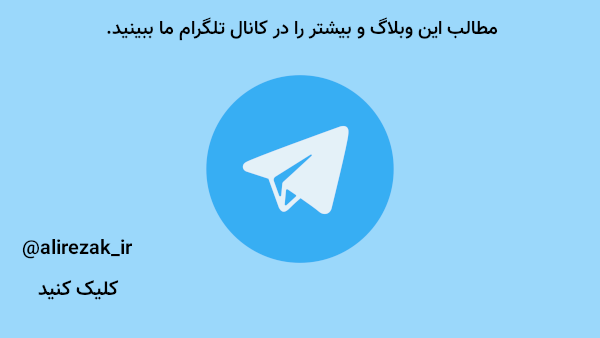 مطالب این وبلاگ و بیشتر را در کانال تلگرام ما ببینید.
@alirezak_ir
کلیک کنید